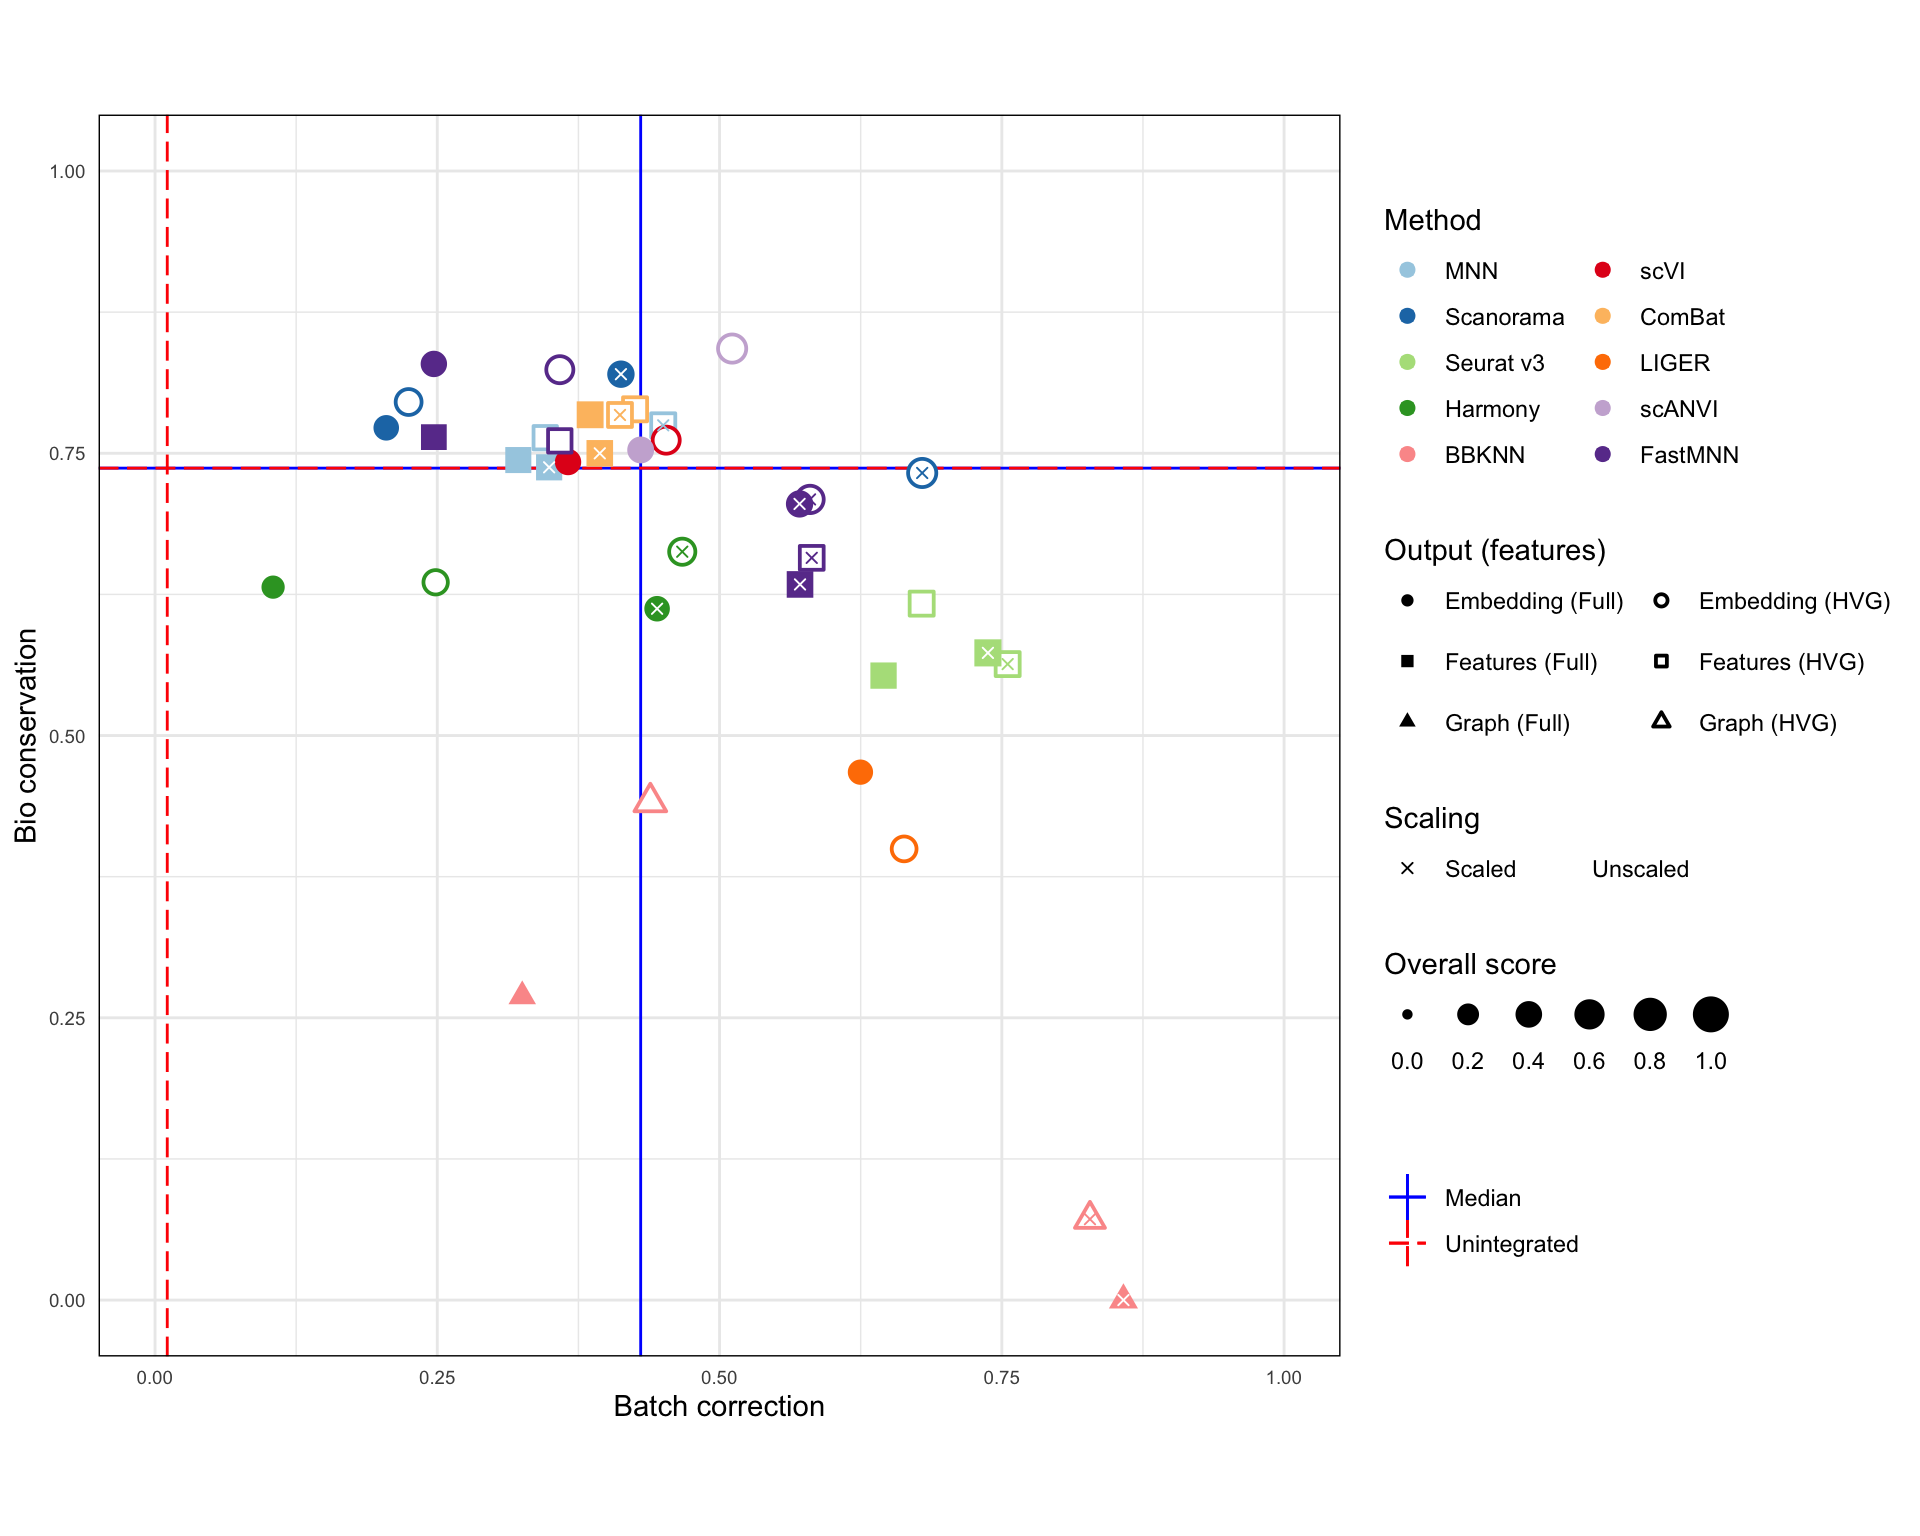 1.00
0.75
0.50
0.25
0.00
Bio conservation
0.00 0.25 0.50 0.75 1.00
Batch correction
Method
MNN scVI
Scanorama ComBat
Seurat v3 LIGER
Harmony scANVI
BBKNN FastMNN
Output (features)
Embedding (Full) Embedding (HVG)
Features (Full) Features (HVG)
Graph (Full) Graph (HVG)
Scaling
Scaled Unscaled
Overall score
0.0 0.2 0.4 0.6 0.8 1.0
Median
Unintegrated